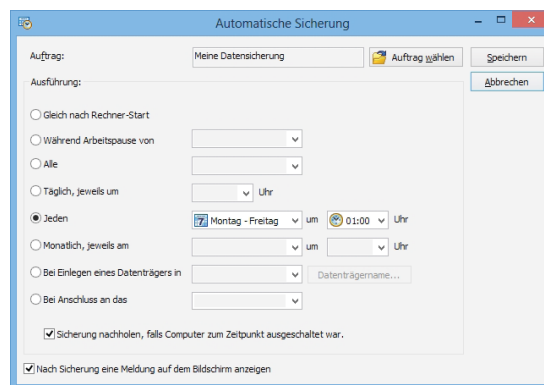 Automatische Sicherung
Auftrag: Meine Datensicherung Auftrag wählen Speichern
Abbrechen
Ausführung:
Gleich nach Rechner-Start
Während Arbeitspause von
Alle
Täglich, jeweils um Uhr
Jeden 7 Montag - Freitag um 01:00 Uhr
Monatlich, jeweils am um Uhr
Bei Einlegen eines Datenträgers in Datenträgername...
Bei Anschluss an das
Sicherung nachholen, falls Computer zum Zeitpunkt ausgeschaltet war.
Nach Sicherung eine Meldung auf dem Bildschirm anzeigen